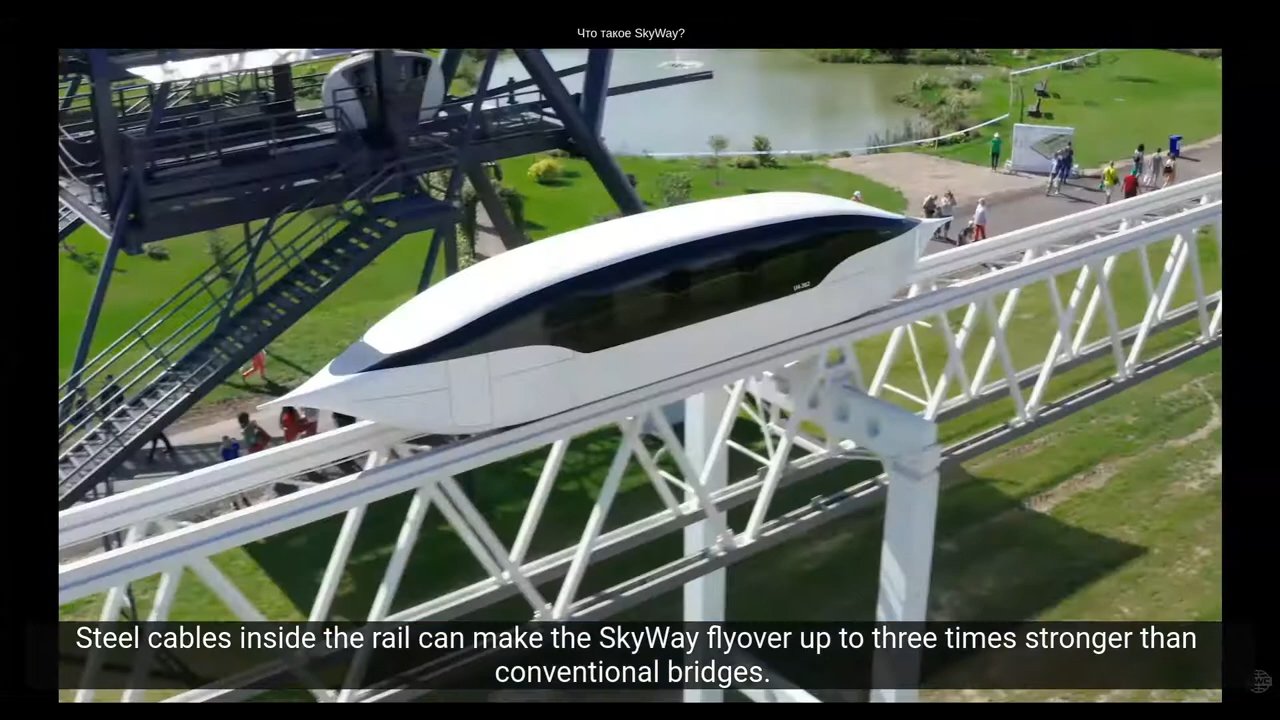 Что такое SkyWay?
Steel cables inside the rail can make the SkyWay flyover up to three times stronger than
conventional bridges.